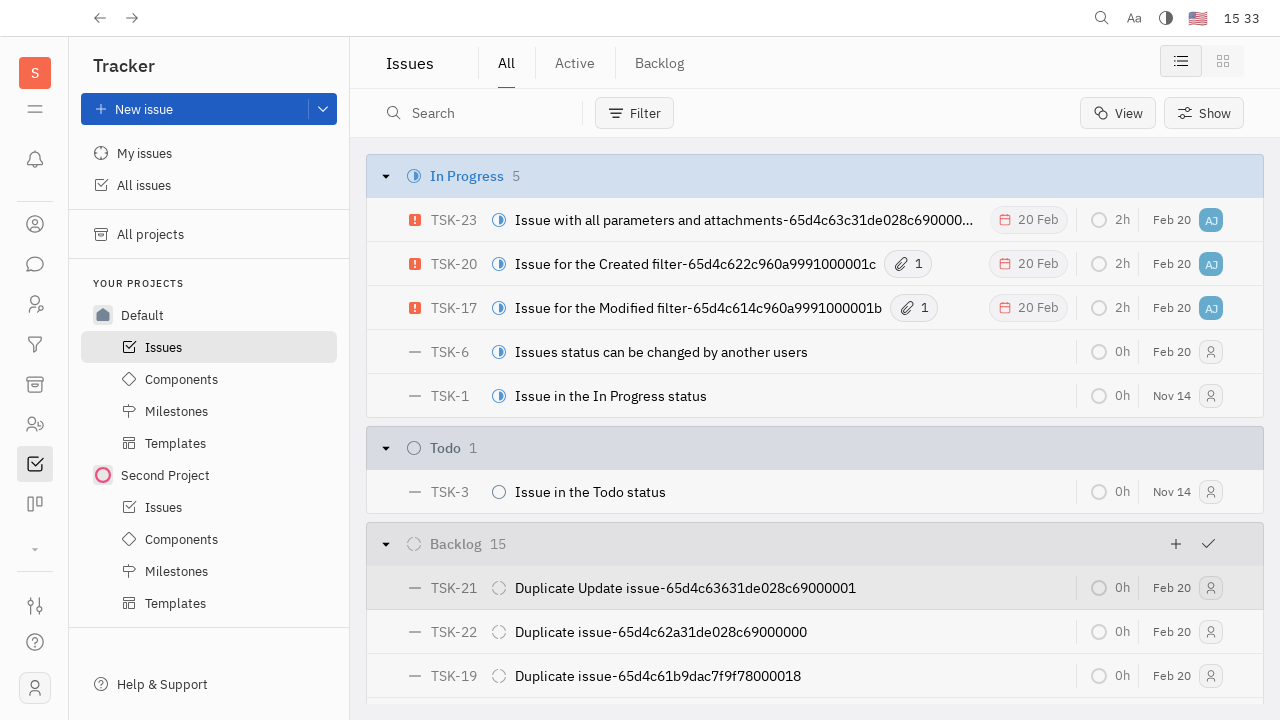 Aa 15 33
S
Tracker
New issue
My issues
All issues
All projects
YOUR PROJECTS
Default
Issues
Components
Milestones
Templates
Second Project
Issues
Components
Milestones
Templates
Help & Support
Issues All Active Backlog
Search Filter View Show
In Progress 5
TSK-23 Issue with all parameters and attachments-65d4c63c31de028c690000... 20 Feb 2h Feb 20 AJ
TSK-20 Issue for the Created filter-65d4c622c960a9991000001c 1 20 Feb 2h Feb 20 AJ
TSK-17 Issue for the Modified filter-65d4c614c960a9991000001b 1 20 Feb 2h Feb 20 AJ
TSK-6 Issues status can be changed by another users 0h Feb 20
TSK-1 Issue in the In Progress status 0h Nov 14
Todo 1
TSK-3 Issue in the Todo status 0h Nov 14
Backlog 15
TSK-21 Duplicate Update issue-65d4c63631de028c69000001 0h Feb 20
TSK-22 Duplicate issue-65d4c62a31de028c69000000 0h Feb 20
TSK-19 Duplicate issue-65d4c61b9dac7f9f78000018 0h Feb 20